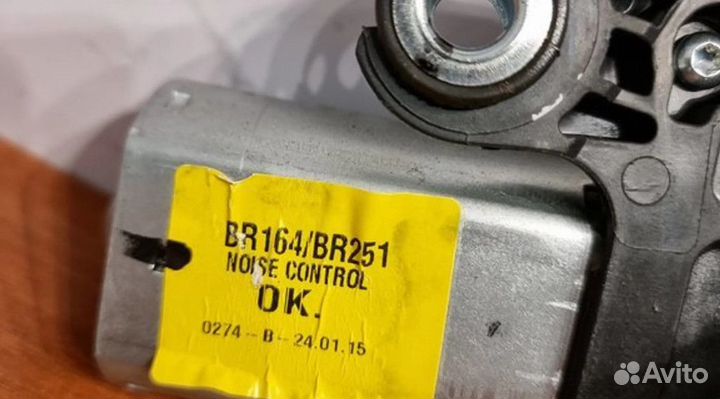 BR164/BR251
NOISE CONTROL
OK.
0274-B-24.01.15
Avito